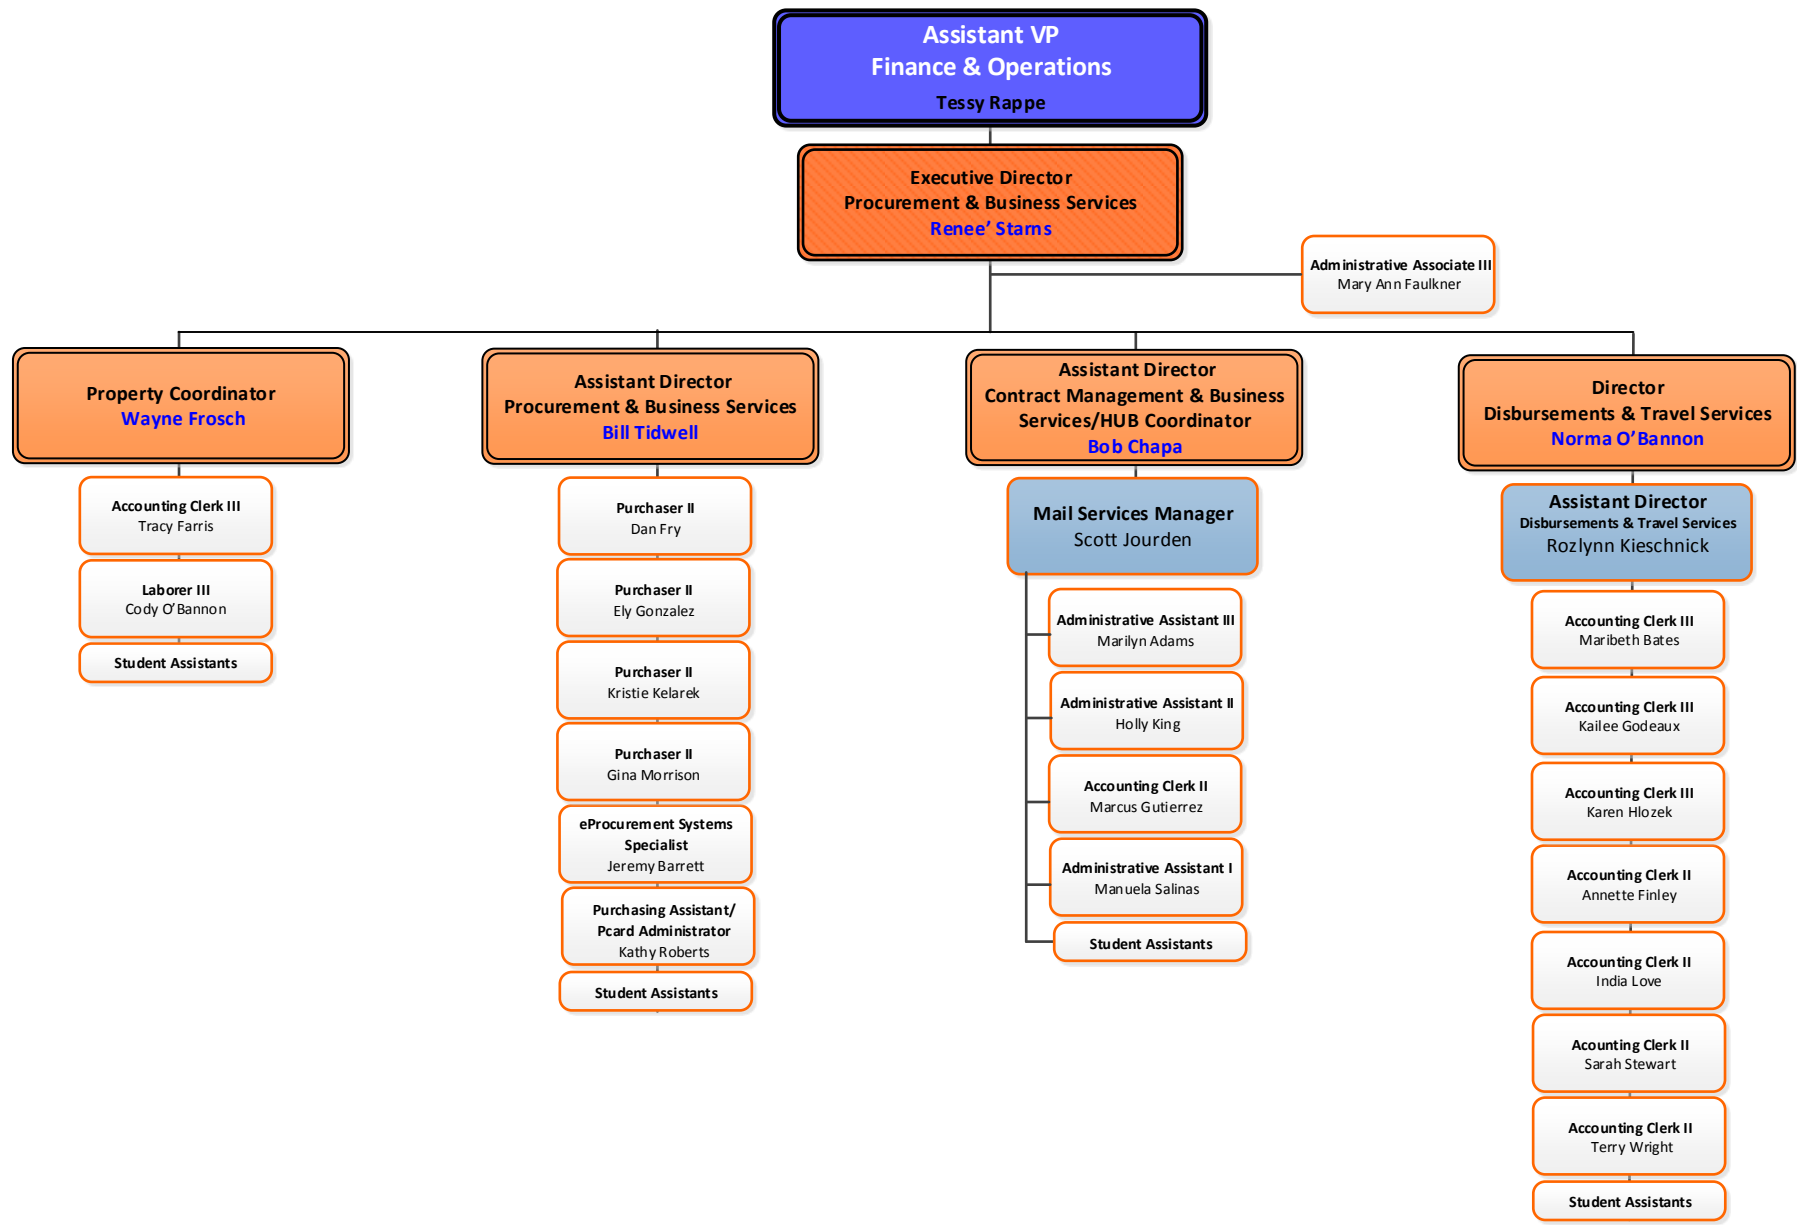 Assistant VP
Finance & Operations
Tessy Rappe
Executive Director
Procurement & Business Services
Renee’ Starns
Administrative Associate III
Mary Ann Faulkner
Property Coordinator
Wayne Frosch
Accounting Clerk III
Tracy Farris
Laborer III
Cody O’Bannon
Student Assistants
Assistant Director
Procurement & Business Services
Bill Tidwell
Purchaser II
Dan Fry
Purchaser II
Ely Gonzalez
Purchaser II
Kristie Kelarek
Purchaser II
Gina Morrison
eProcurement Systems
Specialist
Jeremy Barrett
Purchasing Assistant/
Pcard Administrator
Kathy Roberts
Student Assistants
Assistant Director
Contract Management & Business
Services/HUB Coordinator
Bob Chapa
Mail Services Manager
Scott Jourden
Administrative Assistant III
Marilyn Adams
Administrative Assistant II
Holly King
Accounting Clerk II
Marcus Gutierrez
Administrative Assistant I
Manuela Salinas
Student Assistants
Director
Disbursements & Travel Services
Norma O’Bannon
Assistant Director
Disbursements & Travel Services
Rozlynn Kieschnick
Accounting Clerk III
Maribeth Bates
Accounting Clerk III
Kailee Godeaux
Accounting Clerk III
Karen Hlozek
Accounting Clerk II
Annette Finley
Accounting Clerk II
India Love
Acounting Clerk II
Sarah Stewart
Accounting Clerk II
Terry Wright
Student Assistants